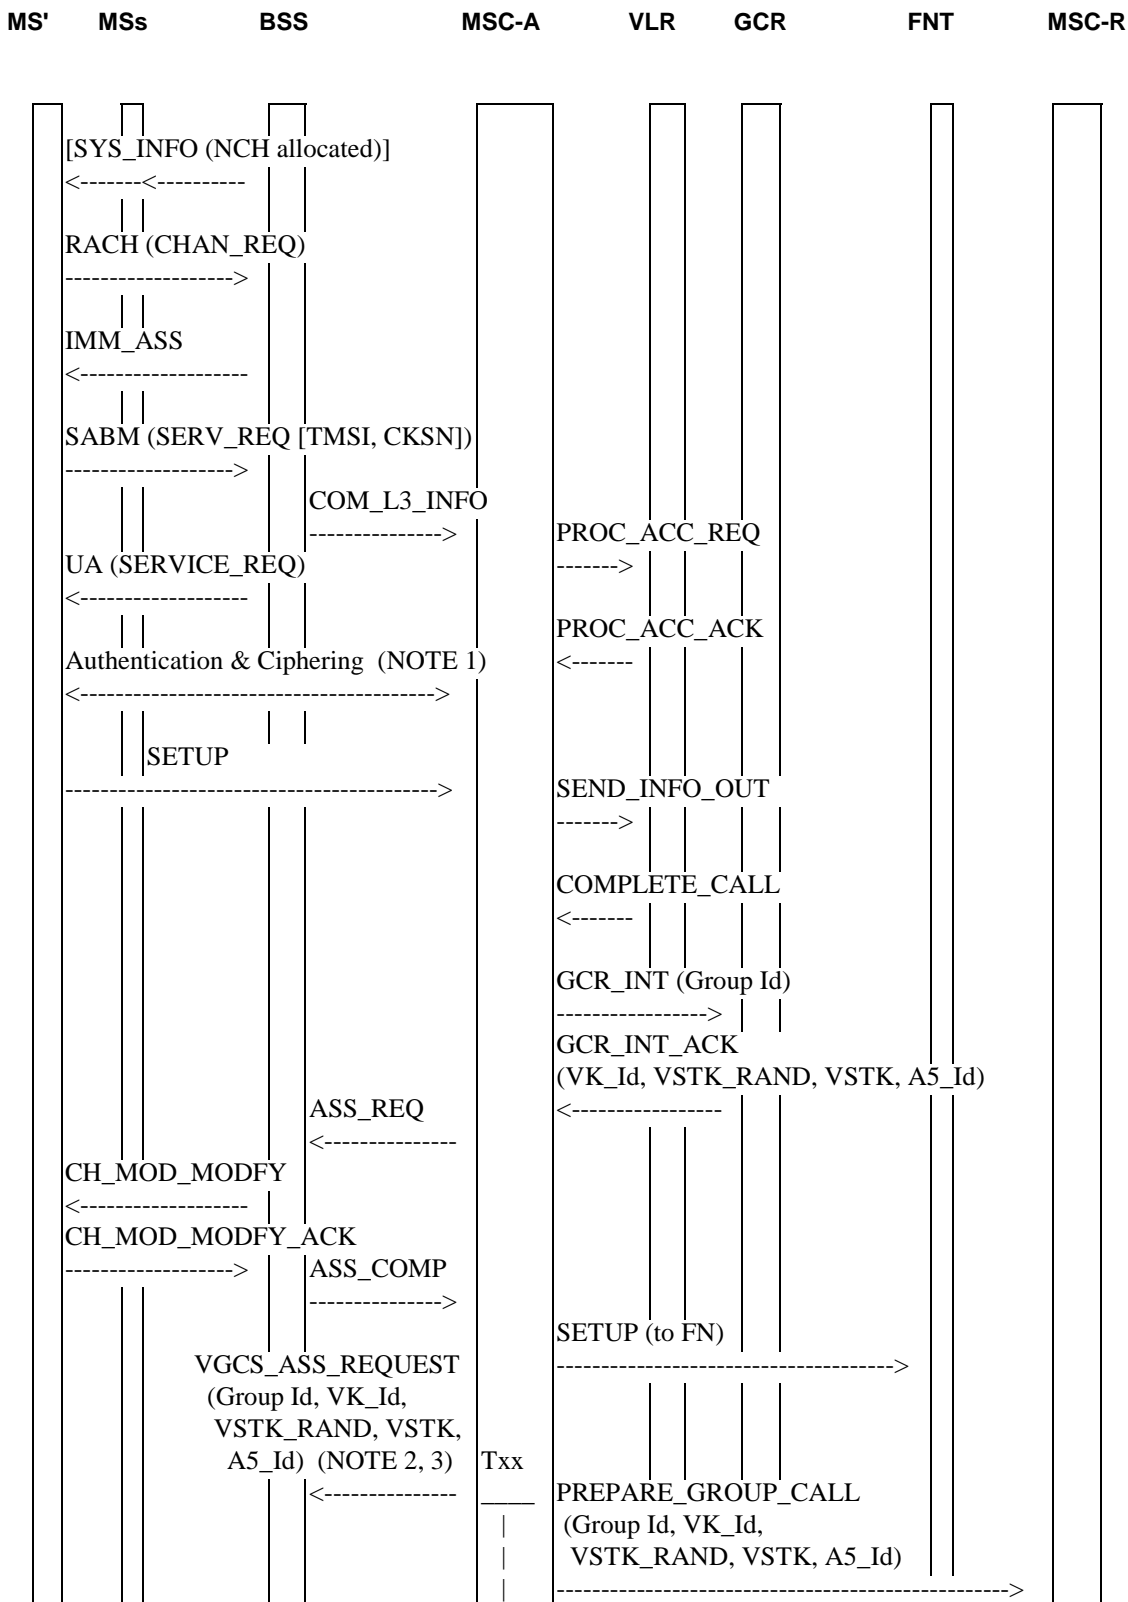 MS' MSs BSS MSC-A VLR GCR FNT MSC-R
[SYS_INFO (NCH allocated)]
<-------<----------
RACH (CHAN_REQ)
------------------->
IMM_ASS
<-------------------
SABM (SERV_REQ [TMSI, CKSN])
------------------->
COM_L3_INFO
---------------> PROC_ACC_REQ
UA (SERVICE_REQ) ------->
<-------------------
PROC_ACC_ACK
Authentication & Ciphering (NOTE 1) <-------
<---------------------------------------->
SETUP
------------------------------------------> SEND_INFO_OUT
------->
COMPLETE_CALL
<-------
GCR_INT (Group Id)
----------------->
GCR_INT_ACK
(VK_Id, VSTK_RAND, VSTK, A5_Id)
ASS_REQ <-----------------
<---------------
CH_MOD_MODFY
<-------------------
CH_MOD_MODFY_ACK
-------------------> ASS_COMP
--------------->
SETUP (to FN)
VGCS_ASS_REQUEST -------------------------------------->
(Group Id, VK_Id,
VSTK_RAND, VSTK,
A5_Id) (NOTE 2, 3) Txx
<--------------- ____ PREPARE_GROUP_CALL
| (Group Id, VK_Id,
| VSTK_RAND, VSTK, A5_Id)
| --------------------------------------------------->